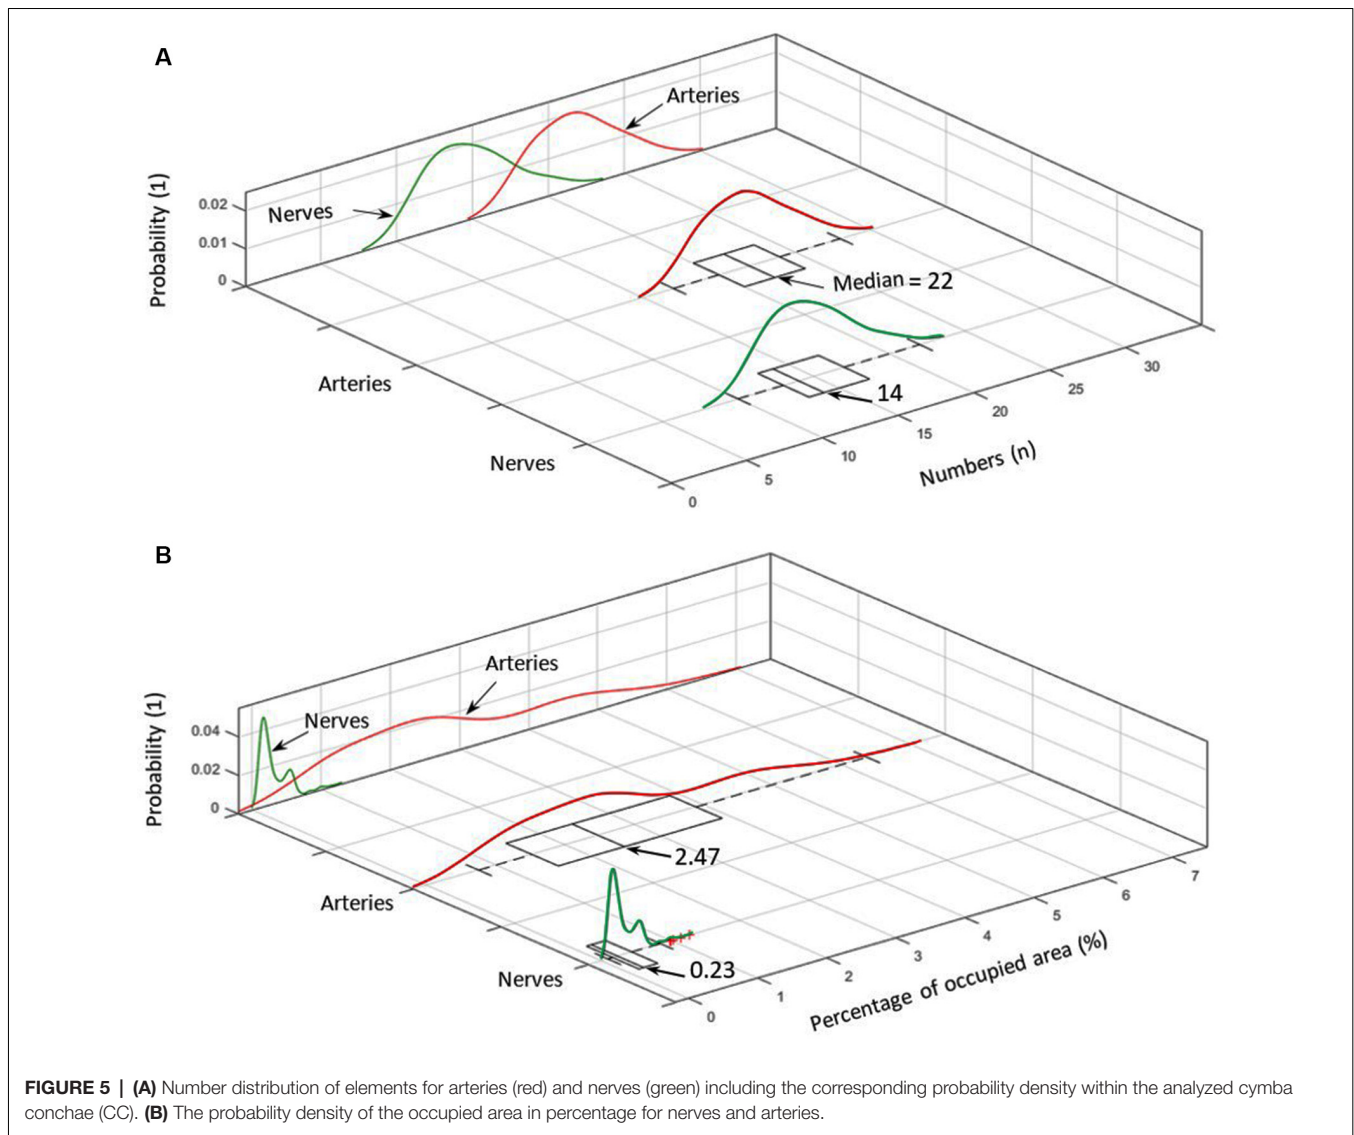 A
Arteries
Probability (1)
0.02
0.01
0
Nerves
Median = 22
14
Arteries
Nerves
0
5
10
15
20
25
30
Numbers (n)
B
Arteries
Nerves
Probability (1)
0.04
0.02
0
2.47
0.23
Arteries
Nerves
0
1
2
3
4
5
6
7
Percentage of occupied area (%)
FIGURE 5 | (A) Number distribution of elements for arteries (red) and nerves (green) including the corresponding probability density within the analyzed cymba
conchae (CC). (B) The probability density of the occupied area in percentage for nerves and arteries.